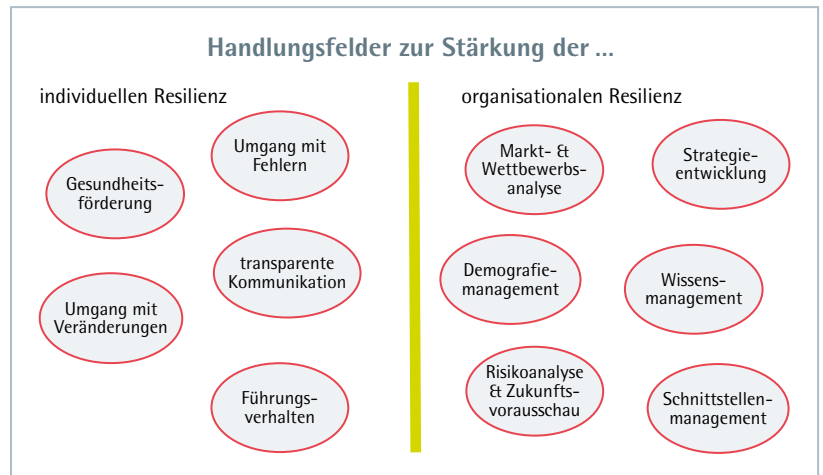 Handlungsfelder zur Stärkung der ...
individuellen Resilienz
Umgang mit
Fehlern
Gesundheits-
förderung
transparente
Kommunikation
Umgang mit
Veränderungen
Führungs-
verhalten
organisationalen Resilienz
Markt- &
Wettbewerbs-
analyse
Strategie-
entwicklung
Demografie-
management
Wissens-
management
Risikoanalyse
& Zukunfts-
vorausschau
Schnittstellen-
management